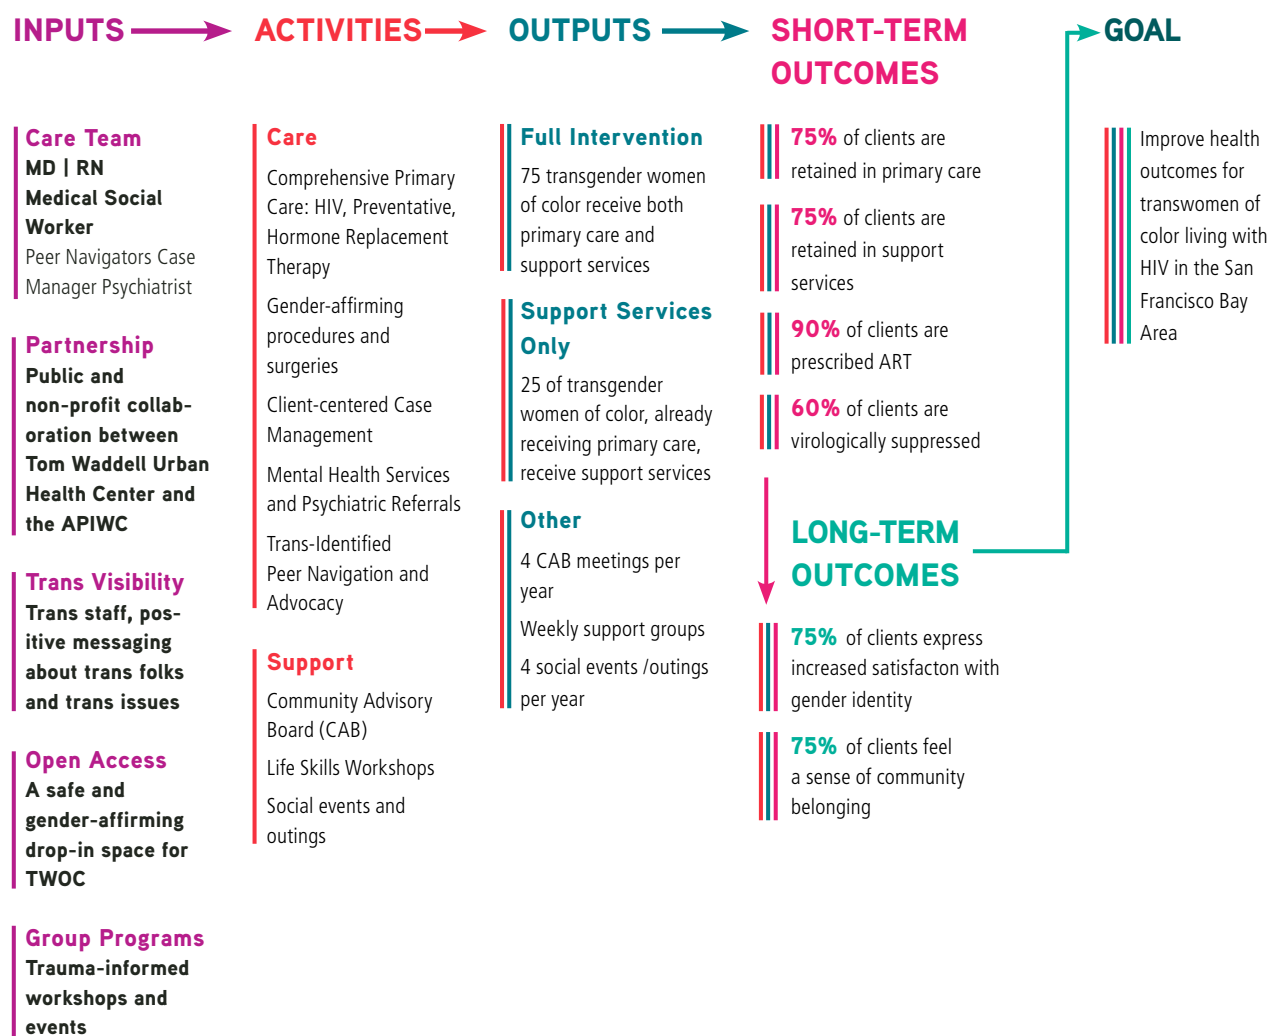 INPUTS
Care Team
MD | RN
Medical Social
Worker
Peer Navigators Case
Manager Psychiatrist
Partnership
Public and
non-profit collab-
oration between
Tom Waddell Urban
Health Center and
the APIWC
Trans Visibility
Trans staff, pos-
itive messaging
about trans folks
and trans issues
Open Access
A safe and
gender-affirming
drop-in space for
TWOC
Group Programs
Trauma-informed
workshops and
events
ACTIVITIES
Care
Comprehensive Primary
Care: HIV, Preventative,
Hormone Replacement
Therapy
Gender-affirming
procedures and
surgeries
Client-centered Case
Management
Mental Health Services
and Psychiatric Referrals
Trans-Identified
Peer Navigation and
Advocacy
Support
Community Advisory
Board (CAB)
Life Skills Workshops
Social events and
outings
OUTPUTS
Full Intervention
75 transgender women
of color receive both
primary care and
support services
Support Services
Only
25 of transgender
women of color, already
receiving primary care,
receive support services
Other
4 CAB meetings per
year
Weekly support groups
4 social events /outings
per year
SHORT-TERM
OUTCOMES
75% of clients are
retained in primary care
75% of clients are
retained in support
services
90% of clients are
prescribed ART
60% of clients are
virologically suppressed
LONG-TERM
OUTCOMES
75% of clients express
increased satisfacton with
gender identity
75% of clients feel
a sense of community
belonging
GOAL
Improve health
outcomes for
transwomen of
color living with
HIV in the San
Francisco Bay
Area